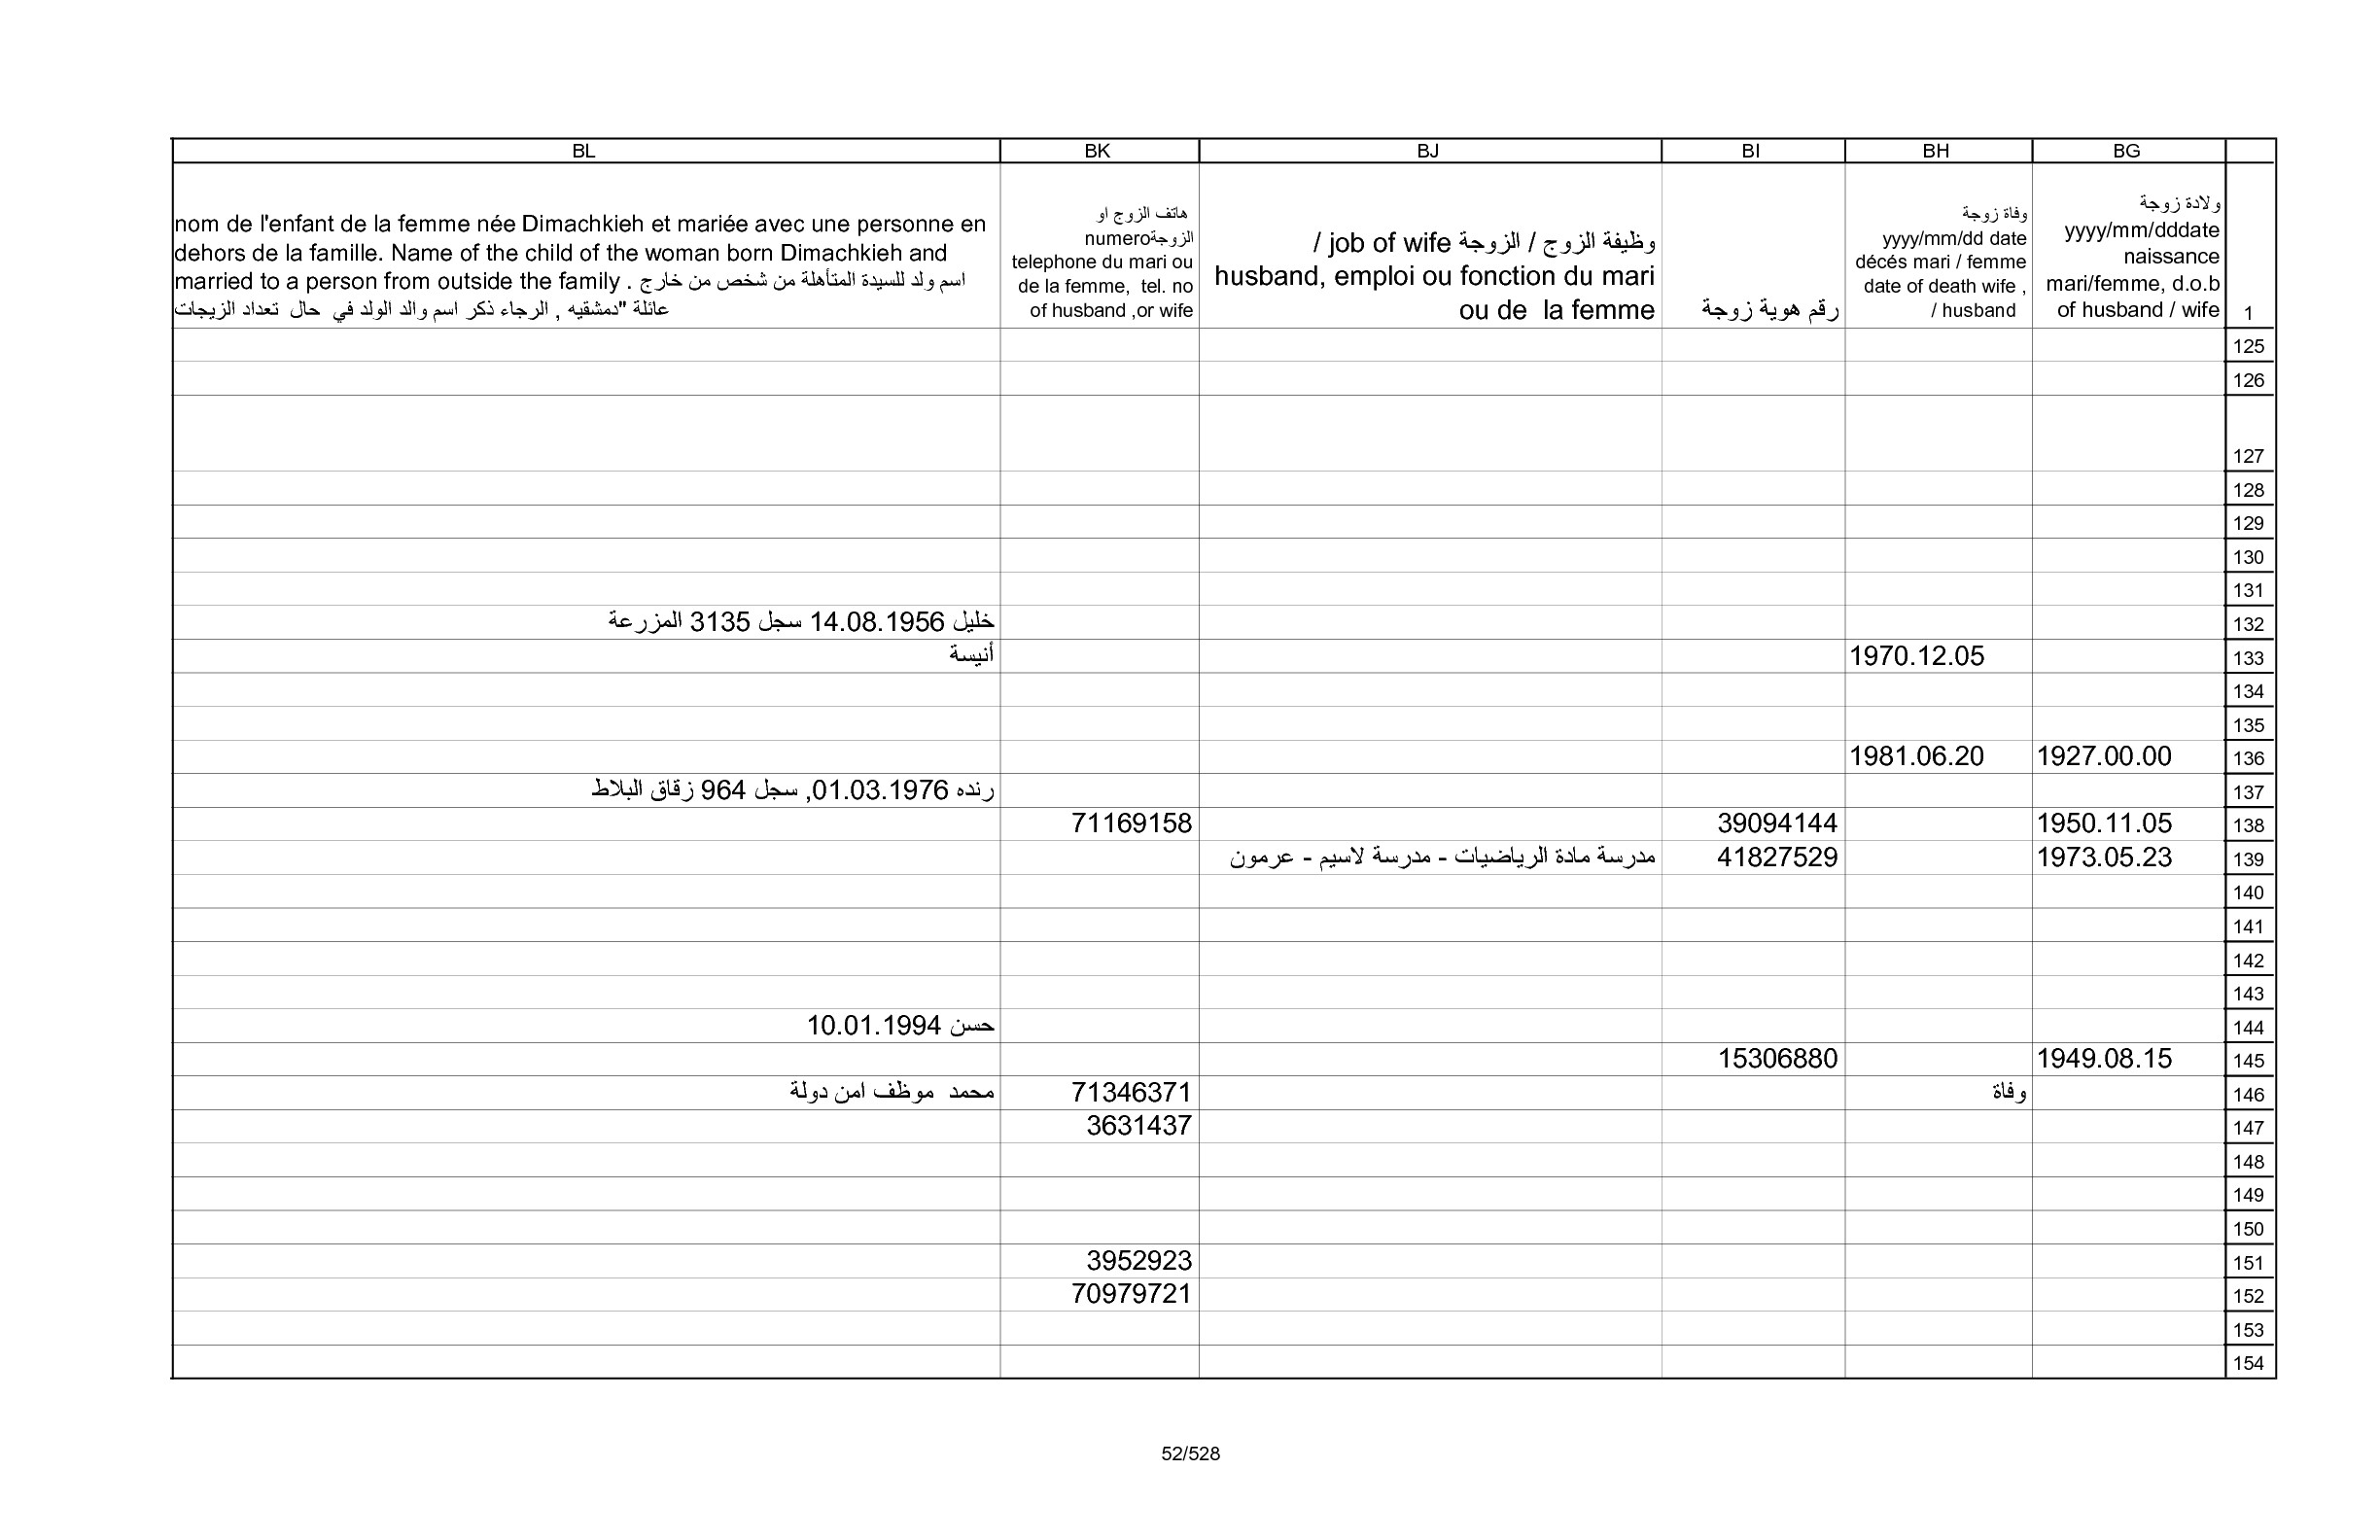 BL BK BJ BI BH BG
nom de l'enfant de la femme née Dimachkieh et mariée avec une personne en
dehors de la famille. Name of the child of the woman born Dimachkieh and
married to a person from outside the family . اسم ولد للسيدة المتأهلة من شخص من خارج
عائلة "دمشقيه , الرجاء ذكر اسم والد الولد في حال تعداد الزيجات
هاتف الزوج او
الزوجةnumero
telephone du mari ou
de la femme, tel. no
of husband ,or wife
وظيفة الزوج / الزوجة job of wife /
husband, emploi ou fonction du mari
ou de la femme
رقم هوية زوجة
وفاة زوجة
yyyy/mm/dd date
décés mari / femme
date of death wife ,
/ husband
ولادة زوجة
yyyy/mm/dddate
naissance
mari/femme, d.o.b
of husband / wife
1
125
126
127
128
129
130
131
خليل 14.08.1956 سجل 3135 المزرعة 132
أنيسة 1970.12.05 133
134
135
1981.06.20 1927.00.00 136
رنده 01.03.1976, سجل 964 زقاق البلاط 137
71169158 39094144 1950.11.05 138
مدرسة مادة الرياضيات - مدرسة لاسيم - عرمون 41827529 1973.05.23 139
140
141
142
143
حسن 10.01.1994 144
15306880 1949.08.15 145
محمد موظف امن دولة 71346371 وفاة 146
3631437 147
148
149
150
3952923 151
70979721 152
153
154
52/528